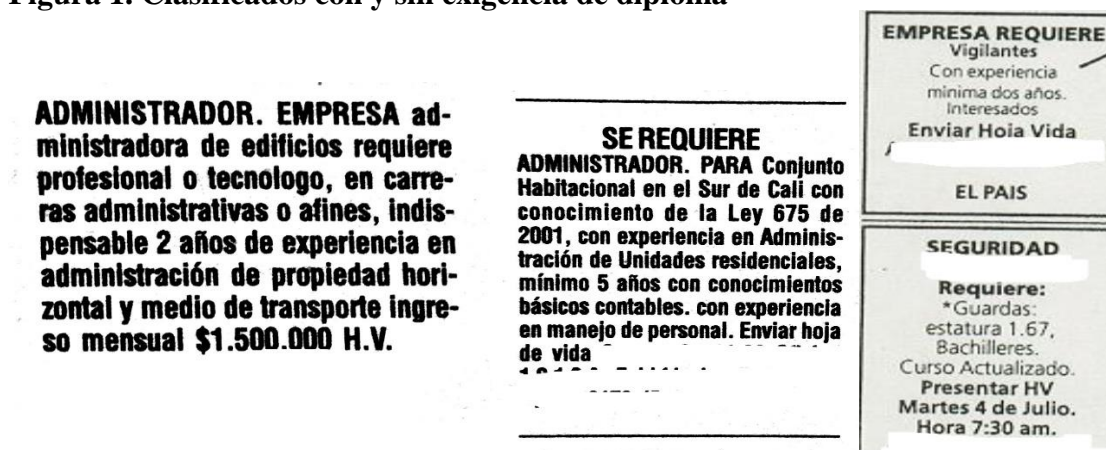 Figura 1. Clasificados con y sin exigencia de diploma
ADMINISTRADOR. EMPRESA ad-
ministradora de edificios requiere
profesional o tecnologo, en carre-
ras administrativas o afines, indis-
pensable 2 años de experiencia en
administración de propiedad hori-
zontal y medio de transporte ingre-
so mensual $1.500.000 H.V.
SE REQUIERE
ADMINISTRADOR. PARA Conjunto
Habitacional en el Sur de Cali con
conocimiento de la Ley 675 de
2001, con experiencia en Adminis-
tración de Unidades residenciales,
mínimo 5 años con conocimientos
básicos contables. con experiencia
en manejo de personal. Enviar hoja
de vida
EMPRESA REQUIERE
Vigilantes
Con experiencia
minima dos años.
Interesados
Enviar Hoja Vida
EL PAIS
SEGURIDAD
Requiere:
*Guardas:
estatura 1.67,
Bachilleres.
Curso Actualizado.
Presentar HV
Martes 4 de Julio.
Hora 7:30 am.